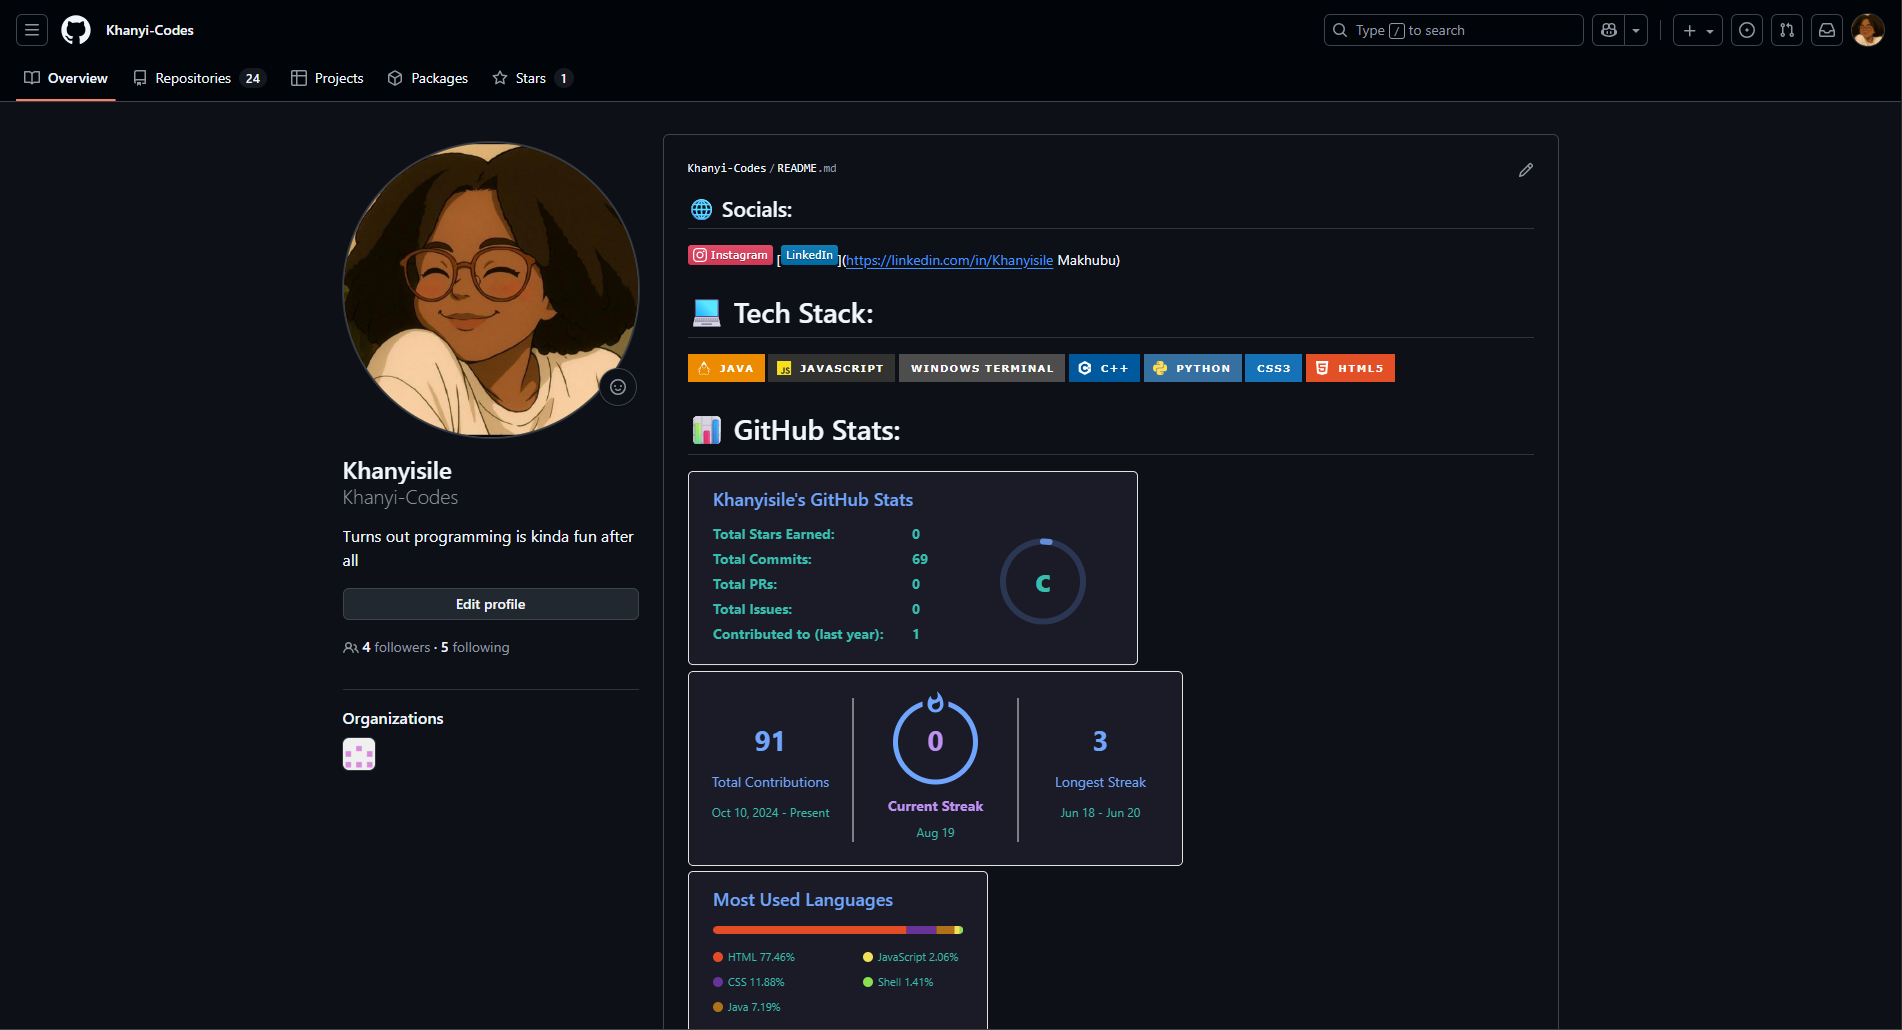 Khanyi-Codes
Type / to search
Overview
Repositories 24
Projects
Packages
Stars 1
Khanyisile
Khanyi-Codes
Turns out programming is kinda fun after
all
Edit profile
4 followers · 5 following
Organizations
Khanyi-Codes/README.md
Socials:
Instagram [LinkedIn](https://linkedin.com/in/Khanyisile Makhubu)
Tech Stack:
JAVA JS JAVASCRIPT WINDOWS TERMINAL C++ PYTHON CSS3 HTML5
GitHub Stats:
Khanyisile's GitHub Stats
Total Stars Earned: 0
Total Commits: 69
Total PRs: 0
Total Issues: 0
Contributed to (last year): 1
C
91
Total Contributions
Oct 10, 2024 - Present
0
Current Streak
Aug 19
3
Longest Streak
Jun 18 - Jun 20
Most Used Languages
HTML 77.46%
CSS 11.88%
Java 7.19%
JavaScript 2.06%
Shell 1.41%